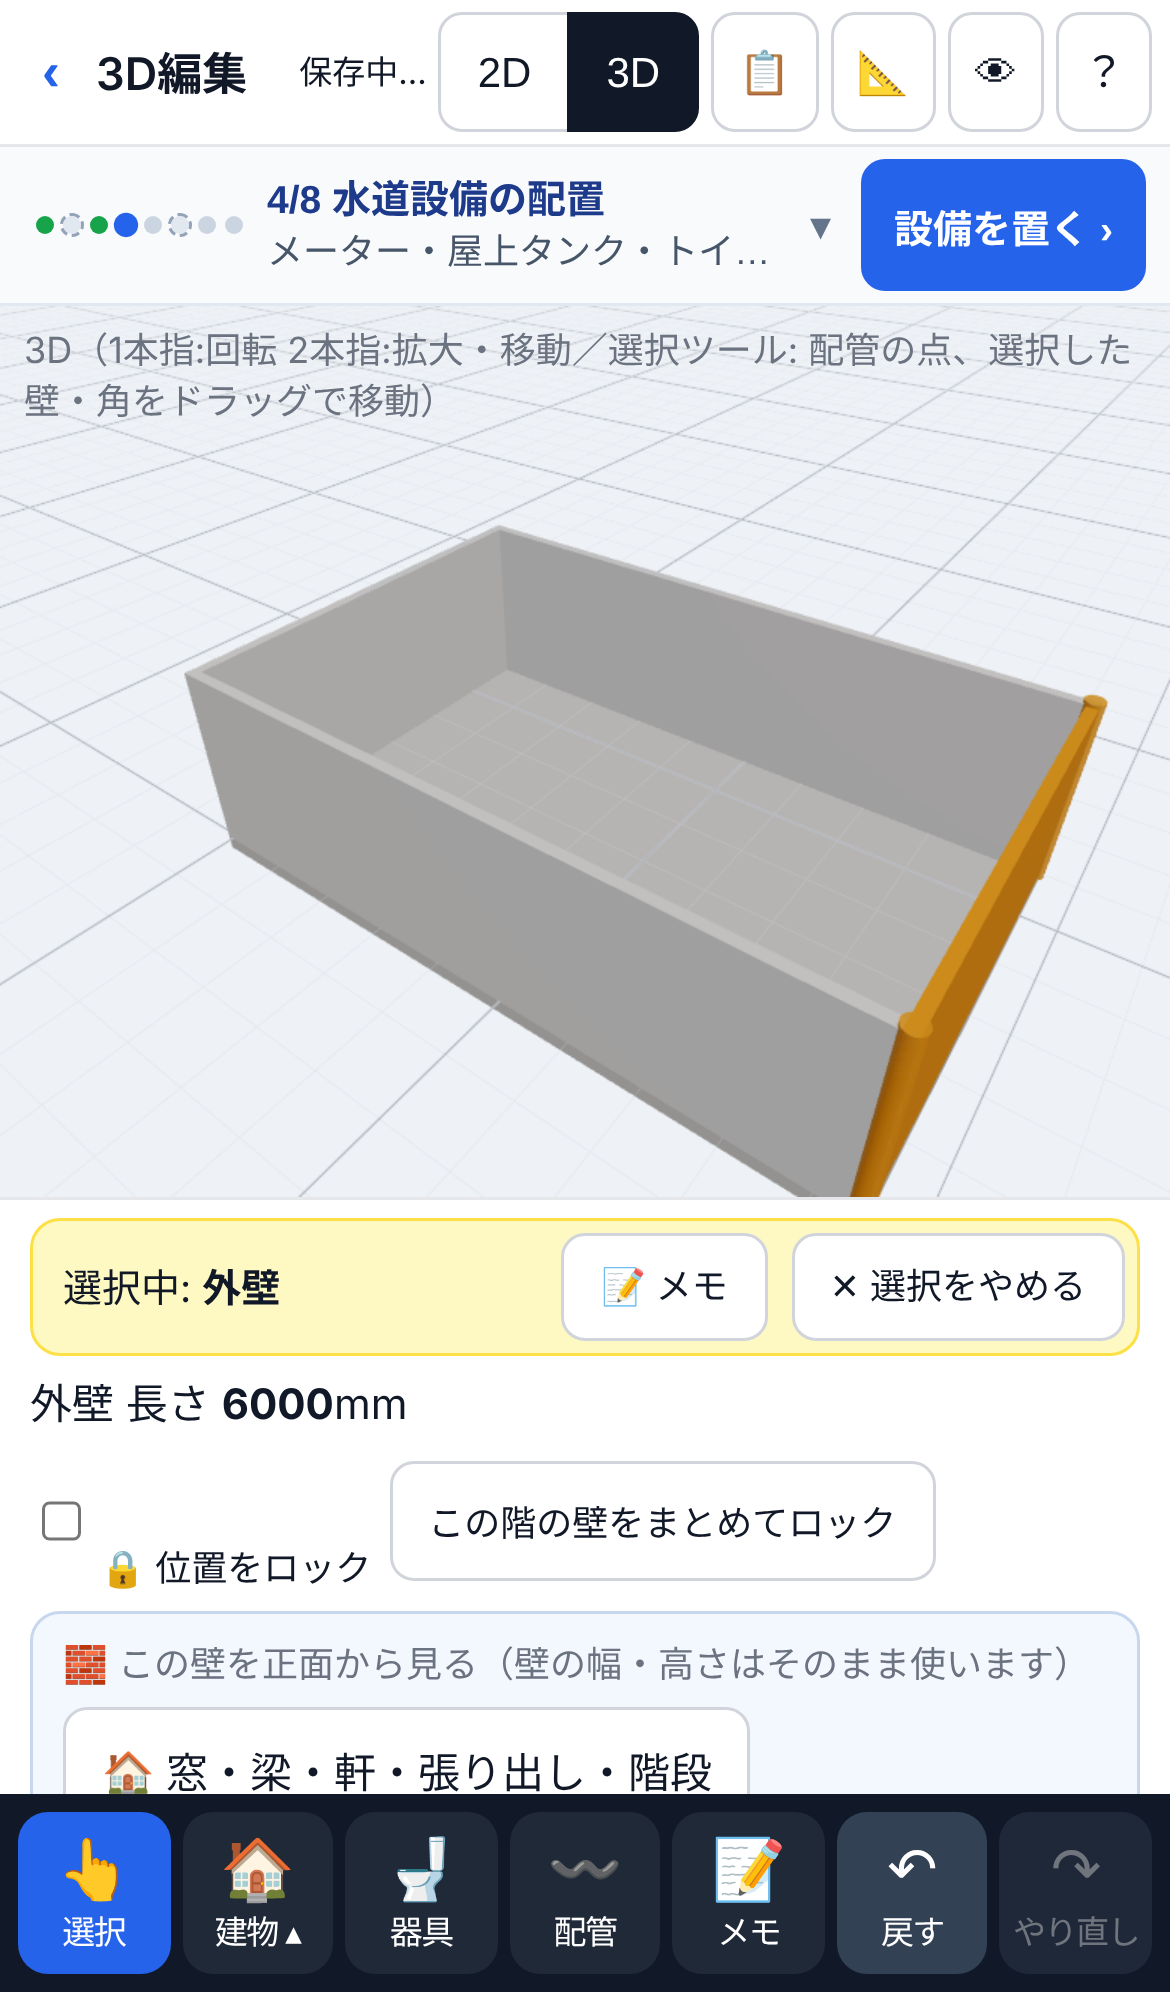 ‹ 3D編集 保存中... 2D 3D ?
4/8 水道設備の配置
メーター・屋上タンク・トイ... ▼
設備を置く ›
3D（1本指:回転 2本指:拡大・移動／選択ツール: 配管の点、選択した
壁・角をドラッグで移動）
選択中: 外壁 メモ ✕ 選択をやめる
外壁 長さ 6000mm
この階の壁をまとめてロック
位置をロック
この壁を正面から見る（壁の幅・高さはそのまま使います）
窓・梁・軒・張り出し・階段
選択 建物▲ 器具 配管 メモ 戻す やり直し